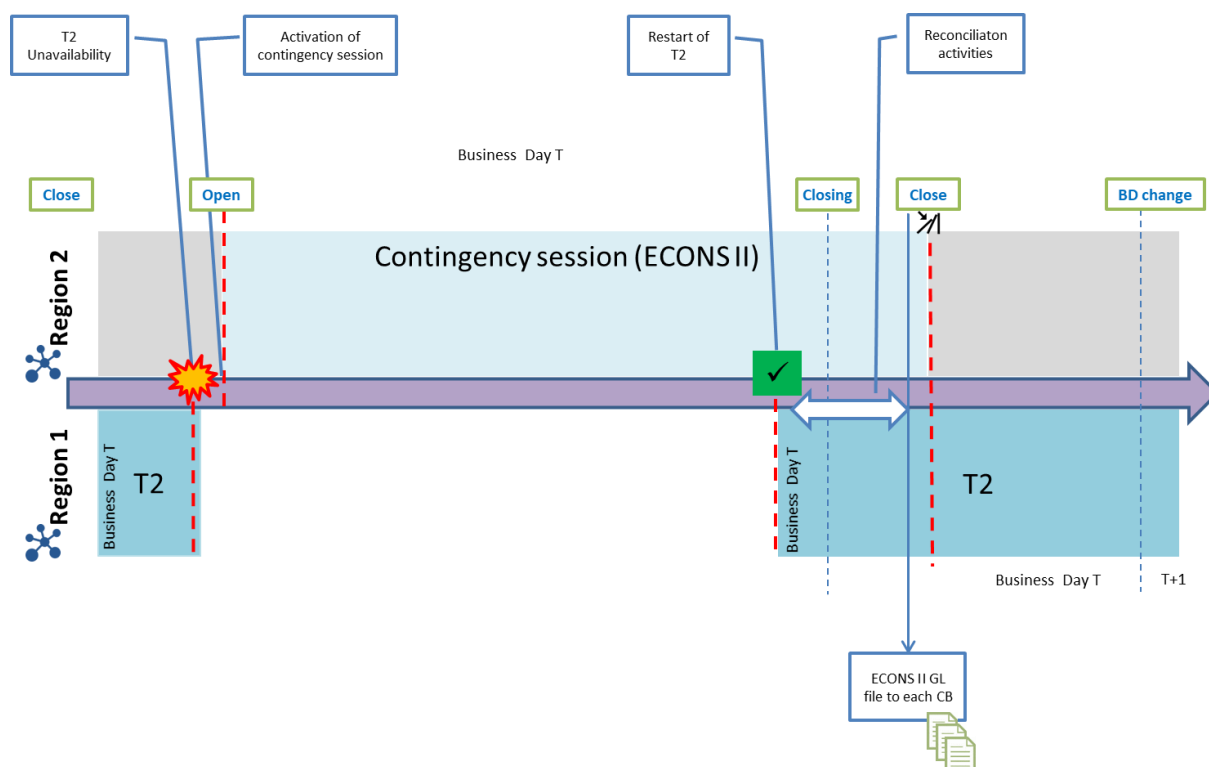 T2
Unavailability
Activation of
contingency session
Restart of
T2
Reconciliaton
activities
Business Day T
Close
Open
Closing
Close
BD change
Contingency session (ECONS II)
Region 2
Region 1
Business Day T
T2
Business Day T
T2
Business Day T
T+1
ECONS II GL
file to each CB